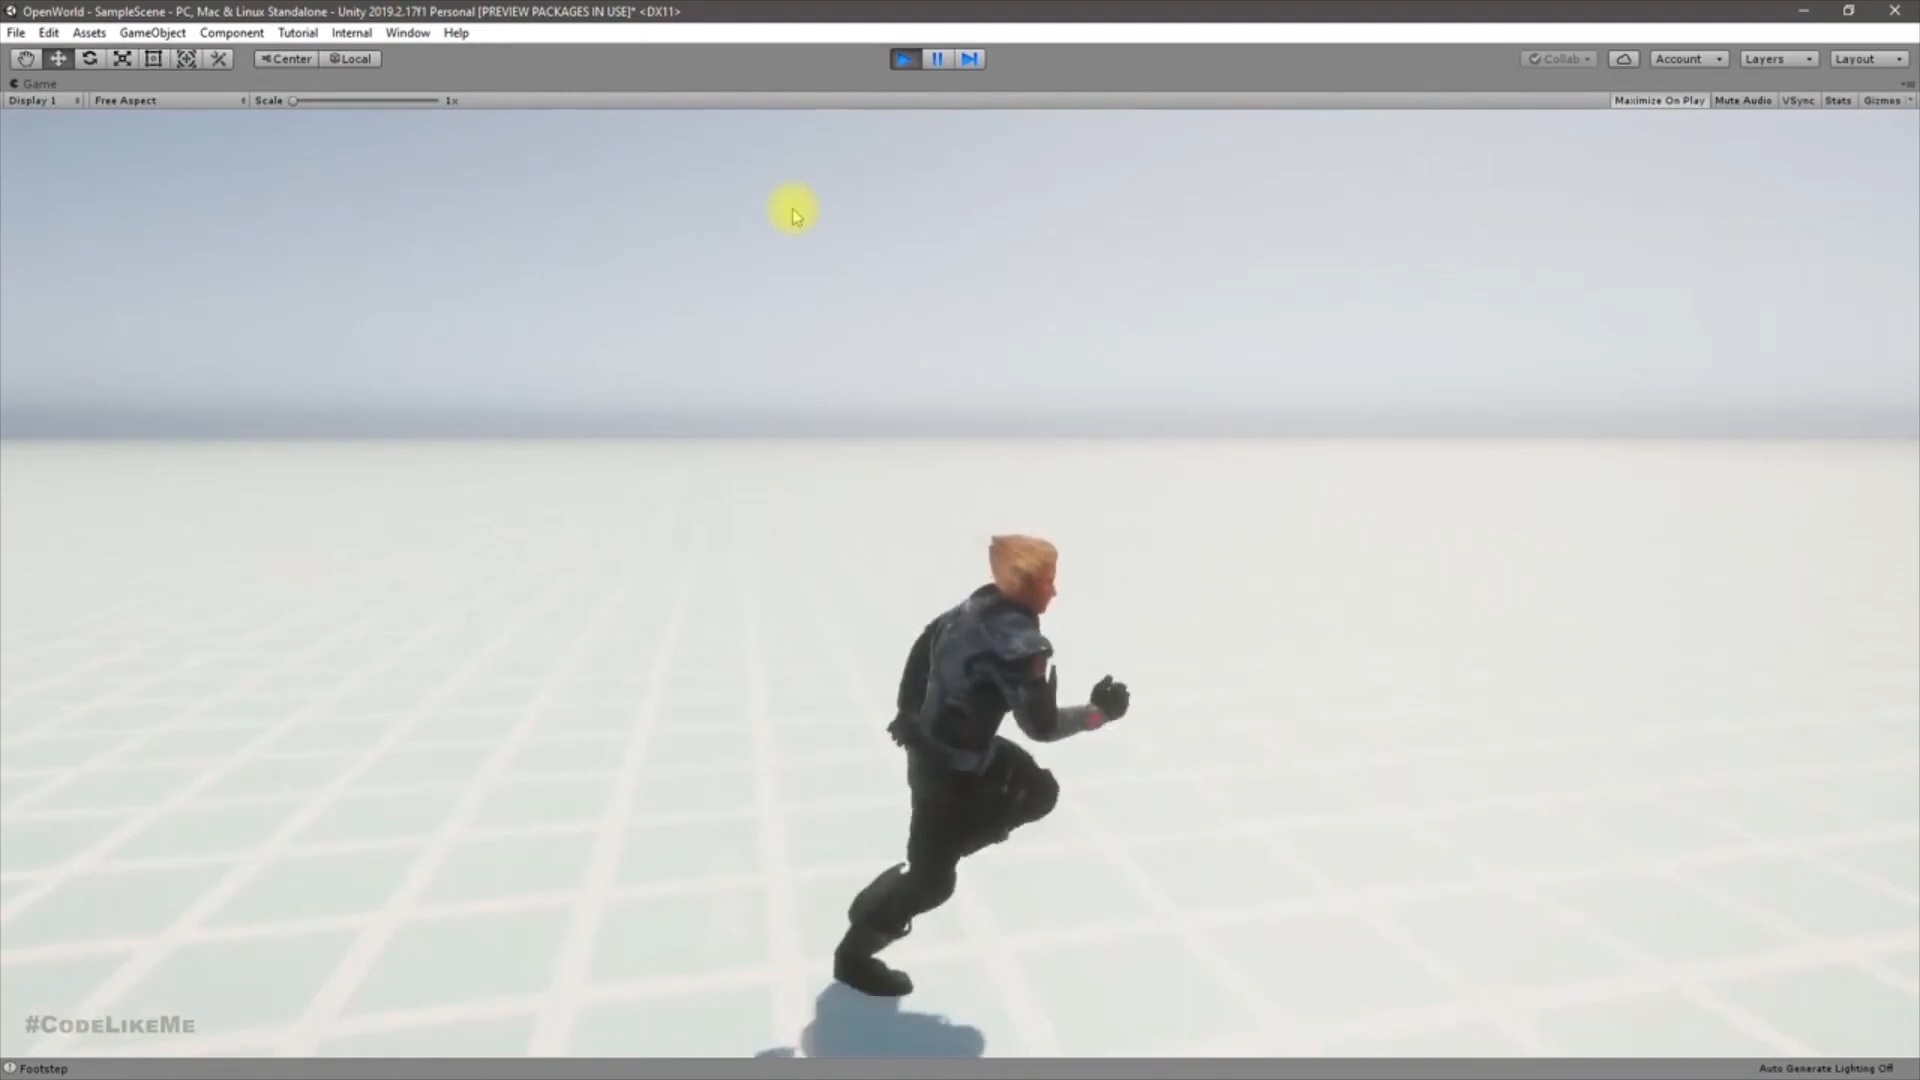 OpenWorld - SampleScene - PC, Mac & Linux Standalone - Unity 2019.2.17f1 Personal [PREVIEW PACKAGES IN USE]* <DX11>
File Edit Assets GameObject Component Tutorial Internal Window Help
Center Local Collab Account Layers Layout
Game
Display 1 Free Aspect Scale 1x Maximize On Play Mute Audio VSync Stats Gizmos
#CodeLikeMe
Footstep Auto Generate Lighting Off